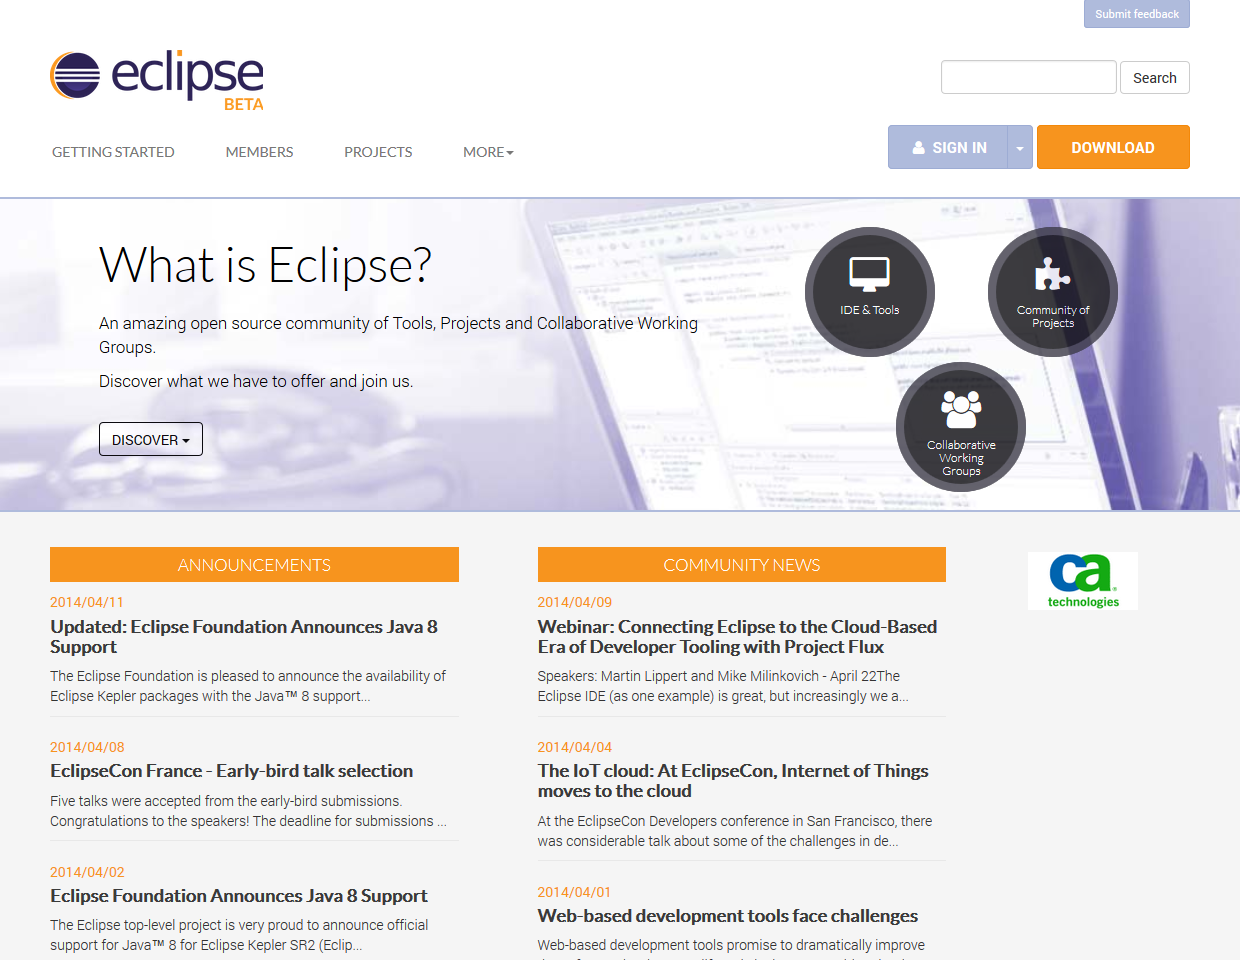 Submit feedback
eclipse
BETA
Search
GETTING STARTED
MEMBERS
PROJECTS
MORE
SIGN IN
DOWNLOAD
What is Eclipse?
An amazing open source community of Tools, Projects and Collaborative Working
Groups.
Discover what we have to offer and join us.
DISCOVER
IDE & Tools
Community of
Projects
Collaborative
Working
Groups
ANNOUNCEMENTS
2014/04/11
Updated: Eclipse Foundation Announces Java 8
Support
The Eclipse Foundation is pleased to announce the availability of
Eclipse Kepler packages with the Java™ 8 support...
2014/04/08
EclipseCon France - Early-bird talk selection
Five talks were accepted from the early-bird submissions.
Congratulations to the speakers! The deadline for submissions ...
2014/04/02
Eclipse Foundation Announces Java 8 Support
The Eclipse top-level project is very proud to announce official
support for Java™ 8 for Eclipse Kepler SR2 (Eclip...
COMMUNITY NEWS
2014/04/09
Webinar: Connecting Eclipse to the Cloud-Based
Era of Developer Tooling with Project Flux
Speakers: Martin Lippert and Mike Milinkovich - April 22The
Eclipse IDE (as one example) is great, but increasingly we a...
2014/04/04
The IoT cloud: At EclipseCon, Internet of Things
moves to the cloud
At the EclipseCon Developers conference in San Francisco, there
was considerable talk about some of the challenges in de...
2014/04/01
Web-based development tools face challenges
Web-based development tools promise to dramatically improve
ca
technologies